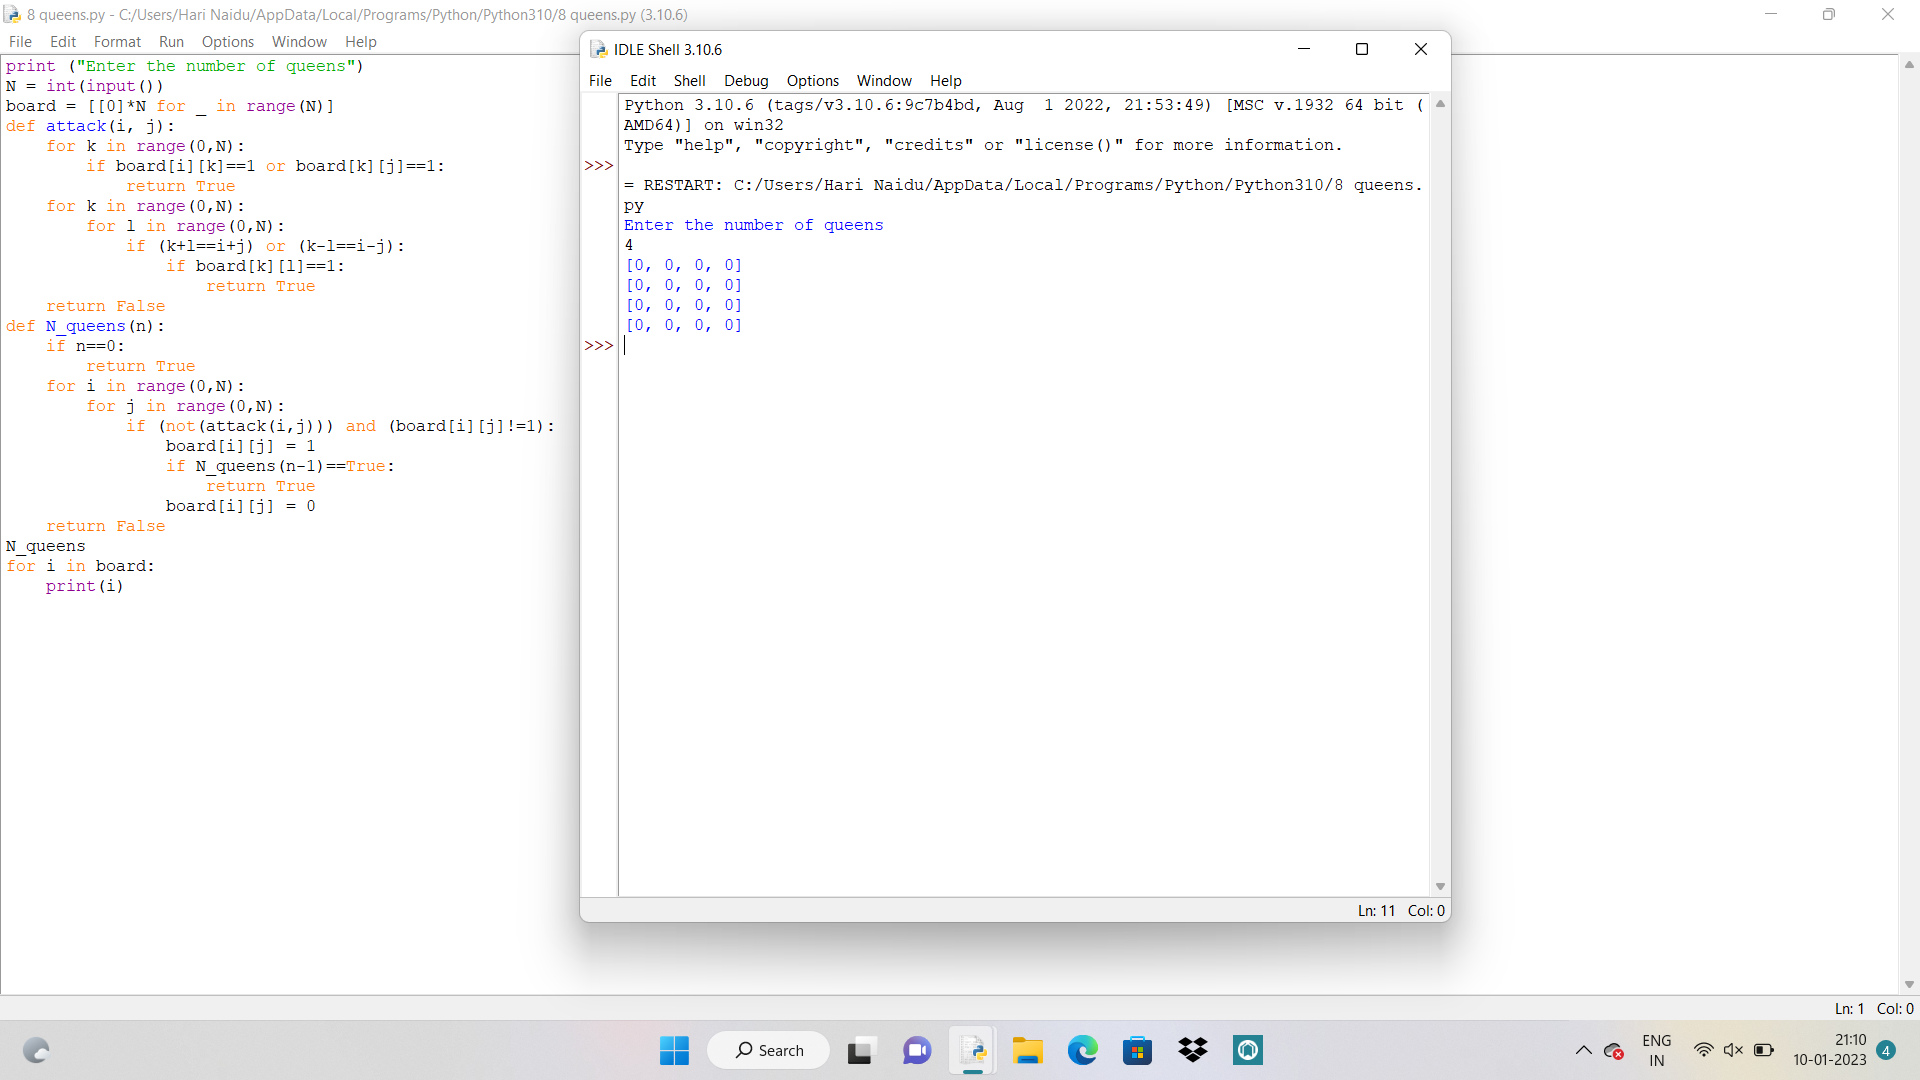 8 queens.py - C:/Users/Hari Naidu/AppData/Local/Programs/Python/Python310/8 queens.py (3.10.6)
File Edit Format Run Options Window Help
print ("Enter the number of queens")
N = int(input())
board = [[0]*N for _ in range(N)]
def attack(i, j):
    for k in range(0,N):
        if board[i][k]==1 or board[k][j]==1:
            return True
    for k in range(0,N):
        for l in range(0,N):
            if (k+l==i+j) or (k-l==i-j):
                if board[k][l]==1:
                    return True
    return False
def N_queens(n):
    if n==0:
        return True
    for i in range(0,N):
        for j in range(0,N):
            if (not(attack(i,j))) and (board[i][j]!=1):
                board[i][j] = 1
                if N_queens(n-1)==True:
                    return True
                board[i][j] = 0
    return False
N_queens
for i in board:
    print(i)
IDLE Shell 3.10.6
File Edit Shell Debug Options Window Help
Python 3.10.6 (tags/v3.10.6:9c7b4bd, Aug  1 2022, 21:53:49) [MSC v.1932 64 bit (
AMD64)] on win32
Type "help", "copyright", "credits" or "license()" for more information.
>>>
= RESTART: C:/Users/Hari Naidu/AppData/Local/Programs/Python/Python310/8 queens.
py
Enter the number of queens
4
[0, 0, 0, 0]
[0, 0, 0, 0]
[0, 0, 0, 0]
[0, 0, 0, 0]
>>>
Ln: 11 Col: 0
Ln: 1 Col: 0
Search
ENG
IN
21:10
10-01-2023
4